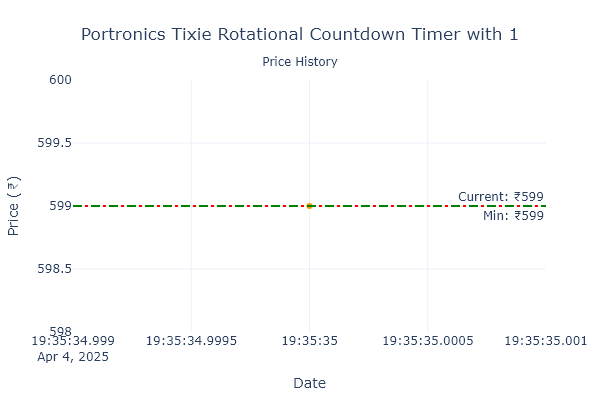 Portronics Tixie Rotational Countdown Timer with 1
Price History
600
599.5
599
598.5
598
Price (₹)
Current: ₹599
Min: ₹599
19:35:34.999
19:35:34.9995
19:35:35
19:35:35.0005
19:35:35.001
Apr 4, 2025
Date